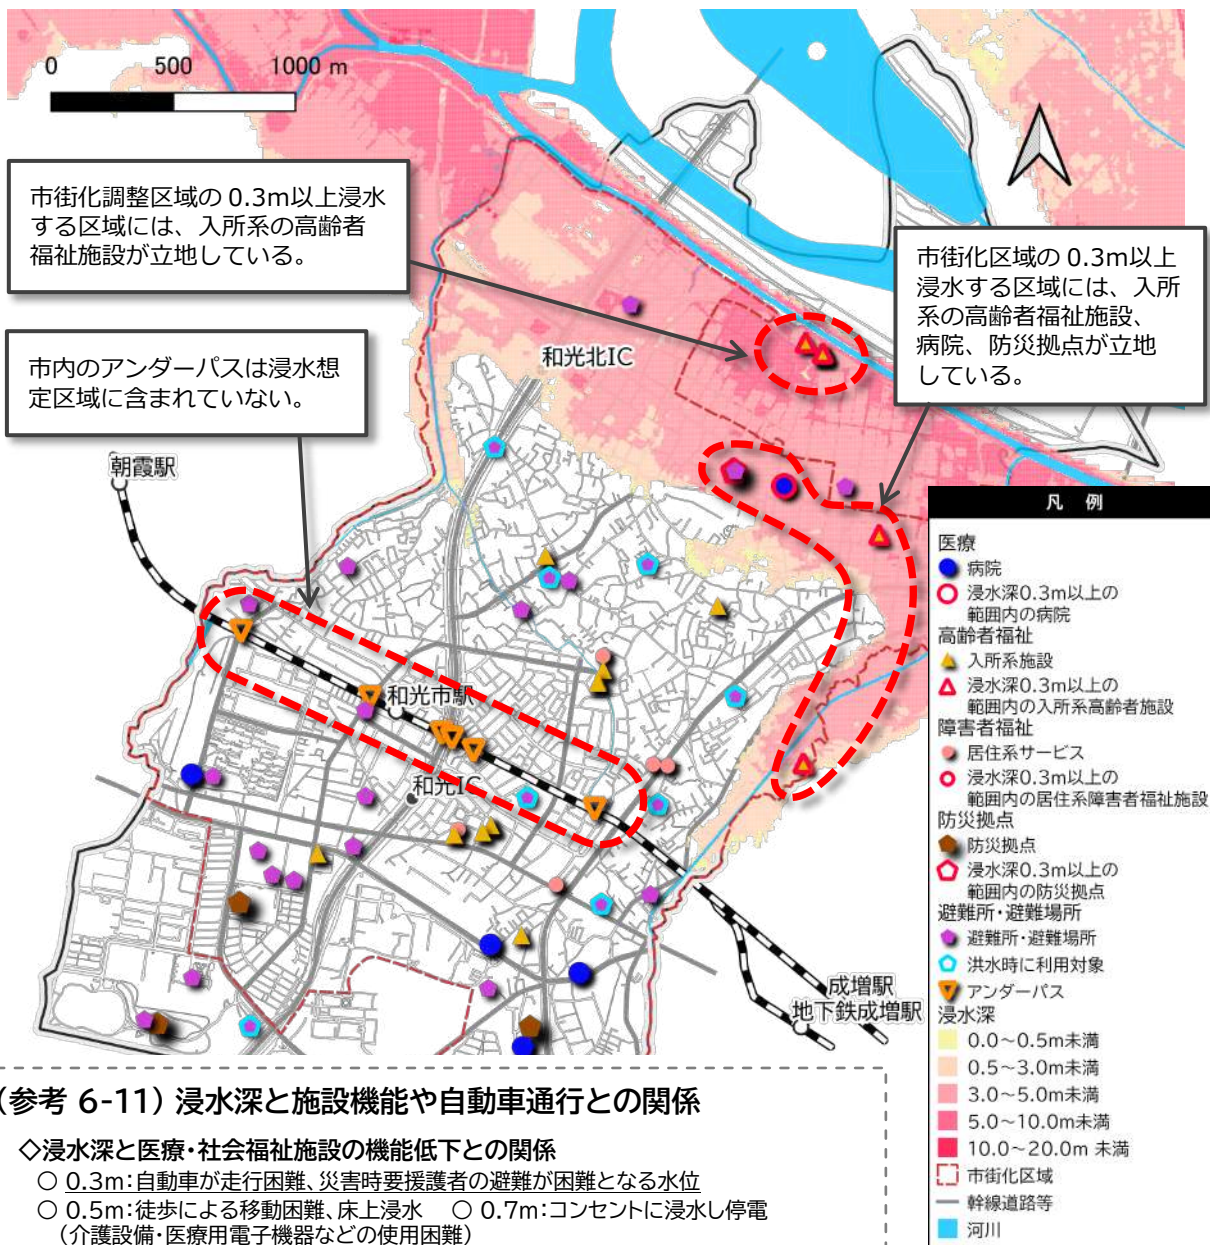 0 500 1000 m
市街化調整区域の 0.3m以上浸水
する区域には、入所系の高齢者
福祉施設が立地している。
市街化区域の 0.3m以上
浸水する区域には、入所
系の高齢者福祉施設、
病院、防災拠点が立地
している。
市内のアンダーパスは浸水想
定区域に含まれていない。
和光北IC
朝霞駅
和光市駅
和光IC
成増駅
地下鉄成増駅
凡 例
医療
病院
浸水深0.3m以上の
範囲内の病院
高齢者福祉
入所系施設
浸水深0.3m以上の
範囲内の入所系高齢者施設
障害者福祉
居住系サービス
浸水深0.3m以上の
範囲内の居住系障害者福祉施設
防災拠点
防災拠点
浸水深0.3m以上の
範囲内の防災拠点
避難所・避難場所
避難所・避難場所
洪水時に利用対象
アンダーパス
浸水深
0.0～0.5m未満
0.5～3.0m未満
3.0～5.0m未満
5.0～10.0m未満
10.0～20.0m 未満
市街化区域
幹線道路等
河川
(参考 6-11) 浸水深と施設機能や自動車通行との関係
◇浸水深と医療・社会福祉施設の機能低下との関係
○ 0.3m：自動車が走行困難、災害時要援護者の避難が困難となる水位
○ 0.5m：徒歩による移動困難、床上浸水 ○ 0.7m：コンセントに浸水し停電
(介護設備・医療用電子機器などの使用困難)